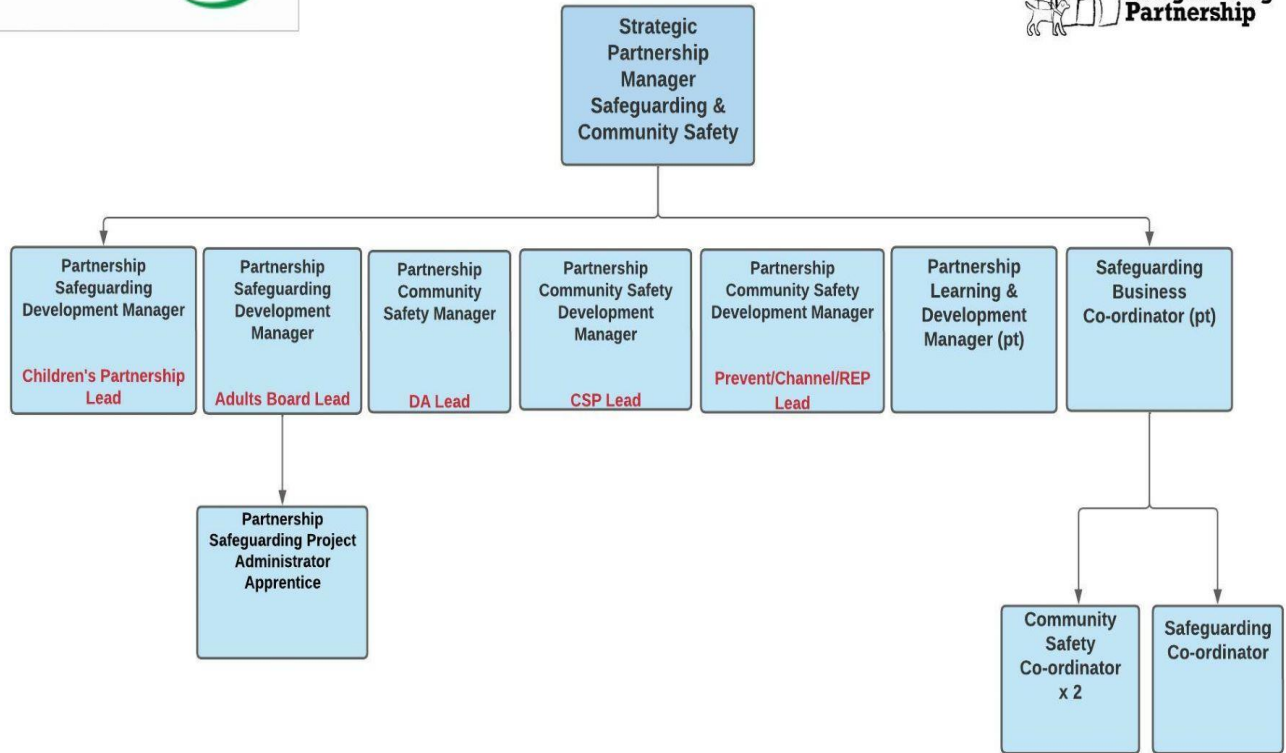 Partnership
Strategic
Partnership
Manager
Safeguarding &
Community Safety
Partnership
Safeguarding
Development Manager
Children's Partnership
Lead
Partnership
Safeguarding
Development
Manager
Adults Board Lead
Partnership
Community
Safety Manager
DA Lead
Partnership
Community Safety
Development
Manager
CSP Lead
Partnership
Community Safety
Development Manager
Prevent/Channel/REP
Lead
Partnership
Learning &
Development
Manager (pt)
Safeguarding
Business
Co-ordinator (pt)
Partnership
Safeguarding Project
Administrator
Apprentice
Community
Safety
Co-ordinator
x 2
Safeguarding
Co-ordinator